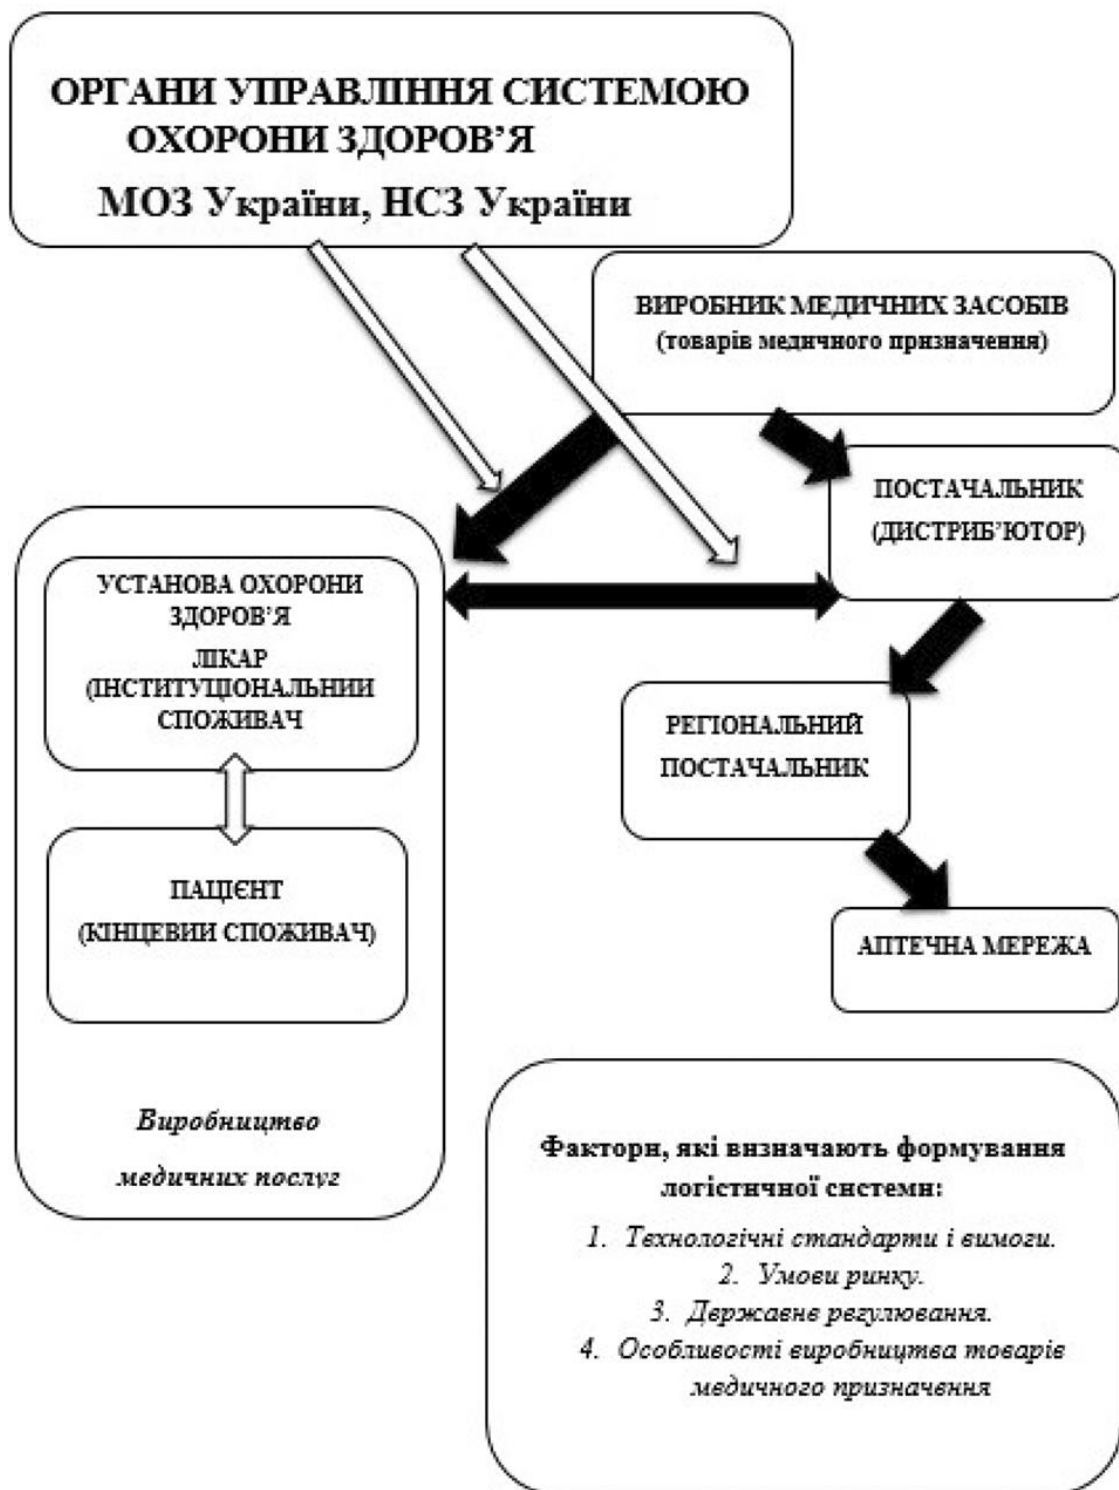 ОРГАНИ УПРАВЛІННЯ СИСТЕМОЮ
ОХОРОНИ ЗДОРОВ’Я
МОЗ України, НСЗ України
ВИРОБНИК МЕДИЧНИХ ЗАСОБІВ
(товарів медичного призначення)
ПОСТАЧАЛЬНИК
(ДИСТРИБ’ЮТОР)
УСТАНОВА ОХОРОНИ
ЗДОРОВ’Я
ЛІКАР
(ІНСТИТУЦІОНАЛЬНИЙ
СПОЖИВАЧ
РЕГІОНАЛЬНИЙ
ПОСТАЧАЛЬНИК
ПАЦІЄНТ
(КІНЦЕВИЙ СПОЖИВАЧ)
АПТЕЧНА МЕРЕЖА
Виробництво
медичних послуг
Фактори, які визначають формування
логістичної системи:
1. Технологічні стандарти і вимоги.
2. Умови ринку.
3. Державне регулювання.
4. Особливості виробництва товарів
медичного призначення